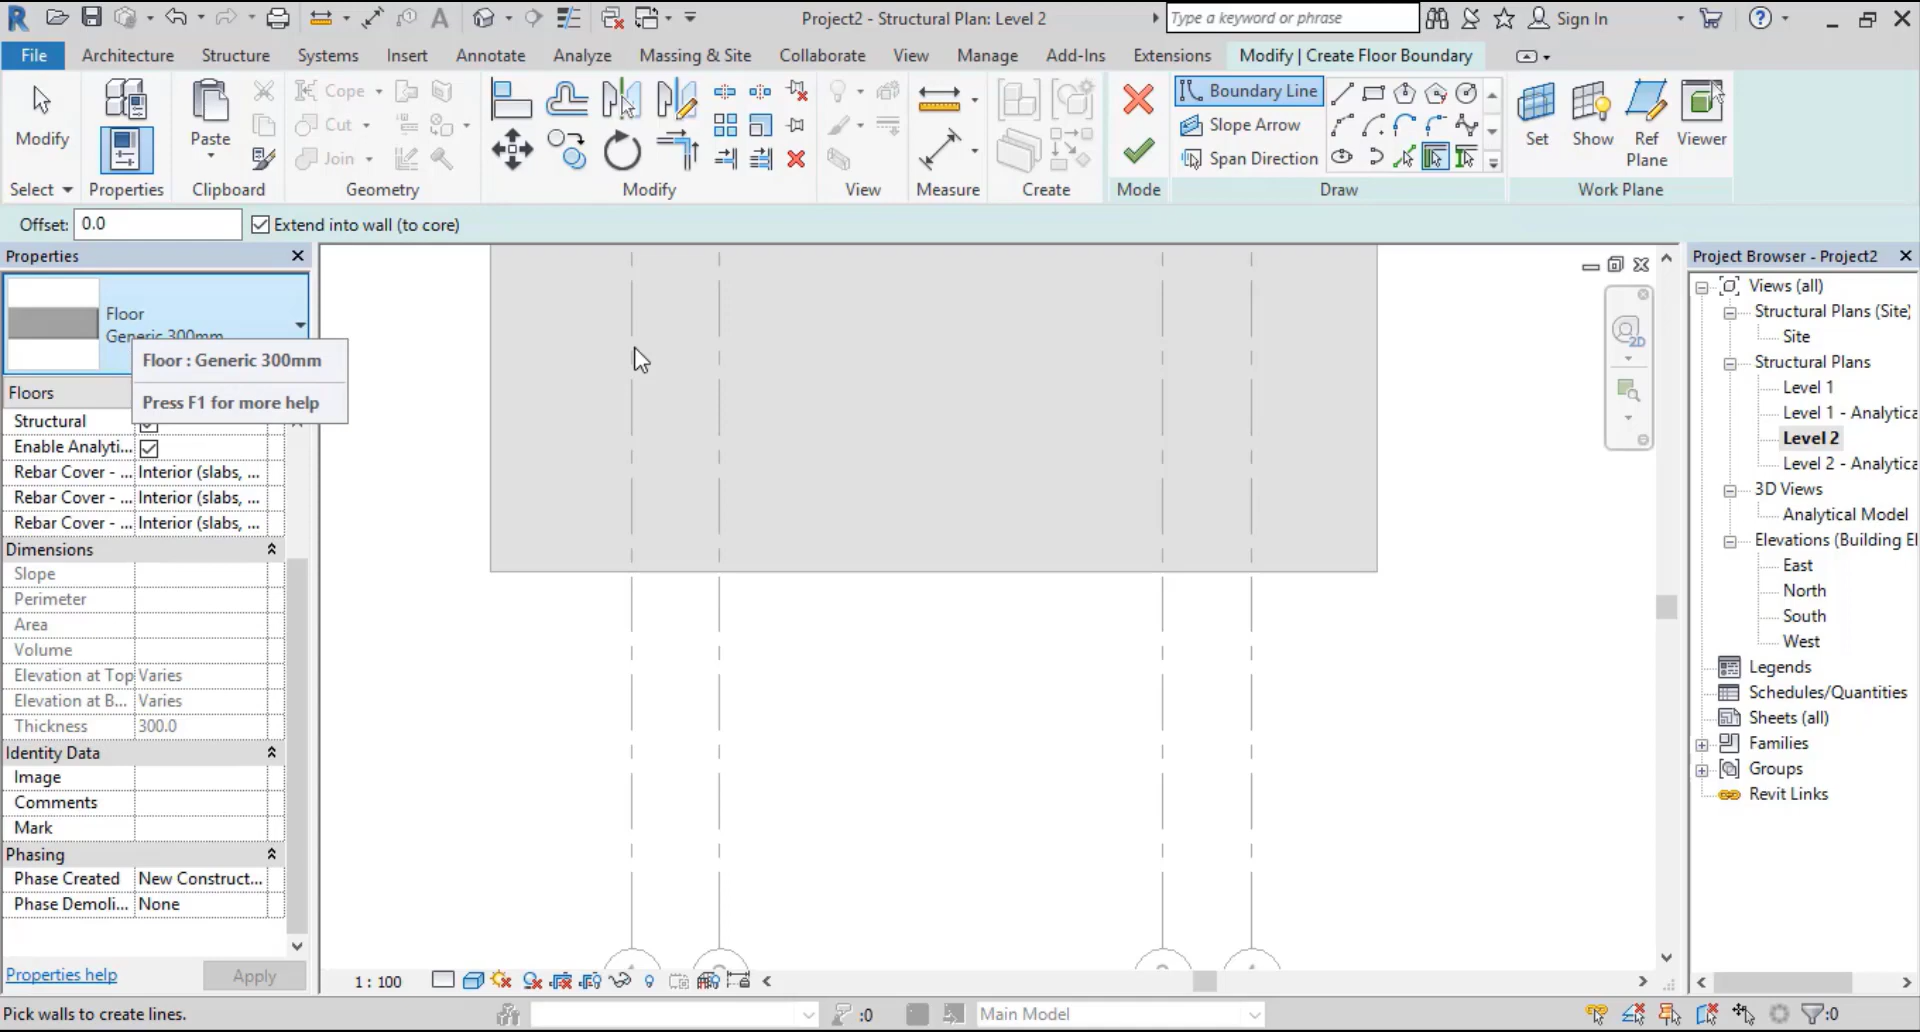 Project2 - Structural Plan: Level 2
Type a keyword or phrase
Sign In
File
Architecture
Structure
Systems
Insert
Annotate
Analyze
Massing & Site
Collaborate
View
Manage
Add-Ins
Extensions
Modify | Create Floor Boundary
Modify
Paste
Cope
Cut
Join
Boundary Line
Slope Arrow
Span Direction
Set
Show
Ref
Plane
Viewer
Select
Properties
Clipboard
Geometry
Modify
View
Measure
Create
Mode
Draw
Work Plane
Offset: 0.0
Extend into wall (to core)
Properties
Floor
Generic 300mm
Floor : Generic 300mm
Press F1 for more help
Floors
Structural
Enable Analyti...
Rebar Cover - ... Interior (slabs, ...
Rebar Cover - ... Interior (slabs, ...
Rebar Cover - ... Interior (slabs, ...
Dimensions
Slope
Perimeter
Area
Volume
Elevation at Top Varies
Elevation at B... Varies
Thickness 300.0
Identity Data
Image
Comments
Mark
Phasing
Phase Created New Construct...
Phase Demoli... None
Properties help
Apply
2D
1 : 100
Project Browser - Project2
Views (all)
Structural Plans (Site)
Site
Structural Plans
Level 1
Level 1 - Analytica
Level 2
Level 2 - Analytica
3D Views
Analytical Model
Elevations (Building El
East
North
South
West
Legends
Schedules/Quantities
Sheets (all)
Families
Groups
Revit Links
Pick walls to create lines.
:0
Main Model
:0